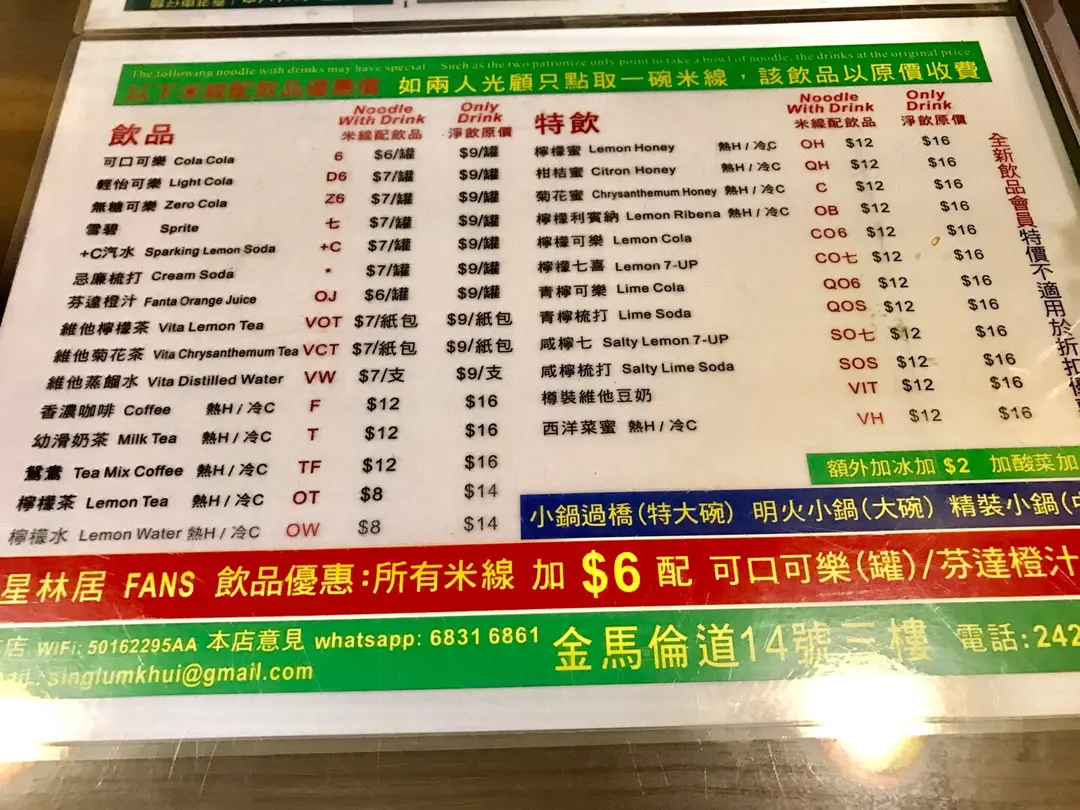 The following noodle with drinks may have special Such as the two patronize only point to take a bowl of noodle, the drinks at the original price.
以下米線配飲品優惠價 如兩人光顧只點取一碗米線，該飲品以原價收費
飲品 Noodle With Drink 米線配飲品 Only Drink 淨飲原價
可口可樂 Cola Cola 6 $6/罐 $9/罐
輕怡可樂 Light Cola D6 $7/罐 $9/罐
無糖可樂 Zero Cola Z6 $7/罐 $9/罐
雪碧 Sprite 七 $7/罐 $9/罐
+C汽水 Sparking Lemon Soda +C $7/罐 $9/罐
忌廉梳打 Cream Soda * $7/罐 $9/罐
芬達橙汁 Fanta Orange Juice OJ $6/罐 $9/罐
維他檸檬茶 Vita Lemon Tea VOT $7/紙包 $9/紙包
維他菊花茶 Vita Chrysanthemum Tea VCT $7/紙包 $9/紙包
維他蒸餾水 Vita Distilled Water VW $7/支 $9/支
香濃咖啡 Coffee 熱H / 冷C F $12 $16
幼滑奶茶 Milk Tea 熱H / 冷C T $12 $16
鴛鴦 Tea Mix Coffee 熱H / 冷C TF $12 $16
檸檬茶 Lemon Tea 熱H / 冷C OT $8 $14
檸檬水 Lemon Water 熱H / 冷C OW $8 $14
特飲 Noodle With Drink 米線配飲品 Only Drink 淨飲原價
檸檬蜜 Lemon Honey 熱H / 冷C OH $12 $16
柑桔蜜 Citron Honey 熱H / 冷C QH $12 $16
菊花蜜 Chrysanthemum Honey 熱H / 冷C C $12 $16
檸檬利賓納 Lemon Ribena 熱H / 冷C OB $12 $16
檸檬可樂 Lemon Cola CO6 $12 $16
檸檬七喜 Lemon 7-UP CO七 $12 $16
青檸可樂 Lime Cola QO6 $12 $16
青檸梳打 Lime Soda QOS $12 $16
咸檸七 Salty Lemon 7-UP SO七 $12 $16
咸檸梳打 Salty Lime Soda SOS $12 $16
樽裝維他豆奶 VIT $12 $16
西洋菜蜜 熱H / 冷C VH $12 $16
全新飲品會員特價不適用於折扣
額外加冰加 $2 加酸菜加
小鍋過橋(特大碗) 明火小鍋(大碗) 精裝小鍋(中
星林居 FANS 飲品優惠:所有米線 加 $6 配 可口可樂(罐)/芬達橙汁
店 WiFi: 50162295AA 本店意見 whatsapp: 6831 6861 金馬倫道14號三樓 電話:242
singlumkhui@gmail.com